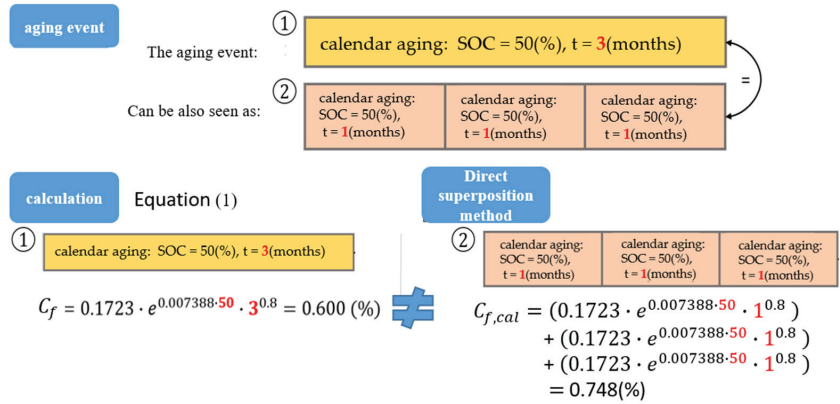 aging event
①
The aging event:
calendar aging: SOC = 50(%), t = 3(months)
=
②
Can be also seen as:
calendar aging:
SOC = 50(%),
t = 1(months)
calendar aging:
SOC = 50(%),
t = 1(months)
calendar aging:
SOC = 50(%),
t = 1(months)
calculation
Equation (1)
①
calendar aging: SOC = 50(%), t = 3(months)
C_f = 0.1723 · e^{0.007388·50} · 3^{0.8} = 0.600 (%)
≠
Direct
superposition
method
②
calendar aging:
SOC = 50(%),
t = 1(months)
calendar aging:
SOC = 50(%),
t = 1(months)
calendar aging:
SOC = 50(%),
t = 1(months)
C_{f,cal} = (0.1723 · e^{0.007388·50} · 1^{0.8} )
+ (0.1723 · e^{0.007388·50} · 1^{0.8} )
+ (0.1723 · e^{0.007388·50} · 1^{0.8} )
= 0.748(%)